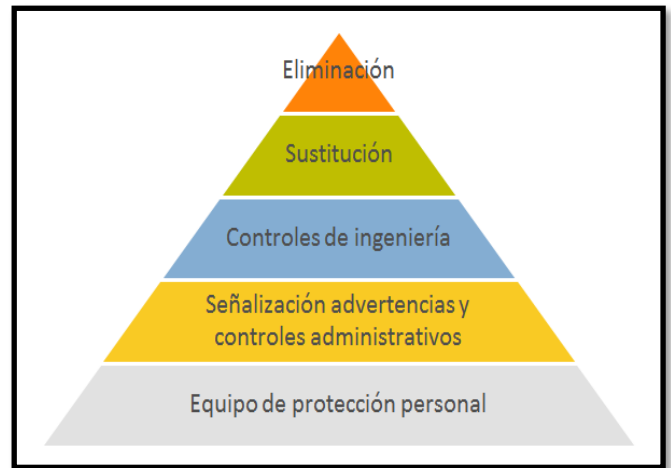 Eliminación
Sustitución
Controles de ingeniería
Señalización advertencias y
controles administrativos
Equipo de protección personal